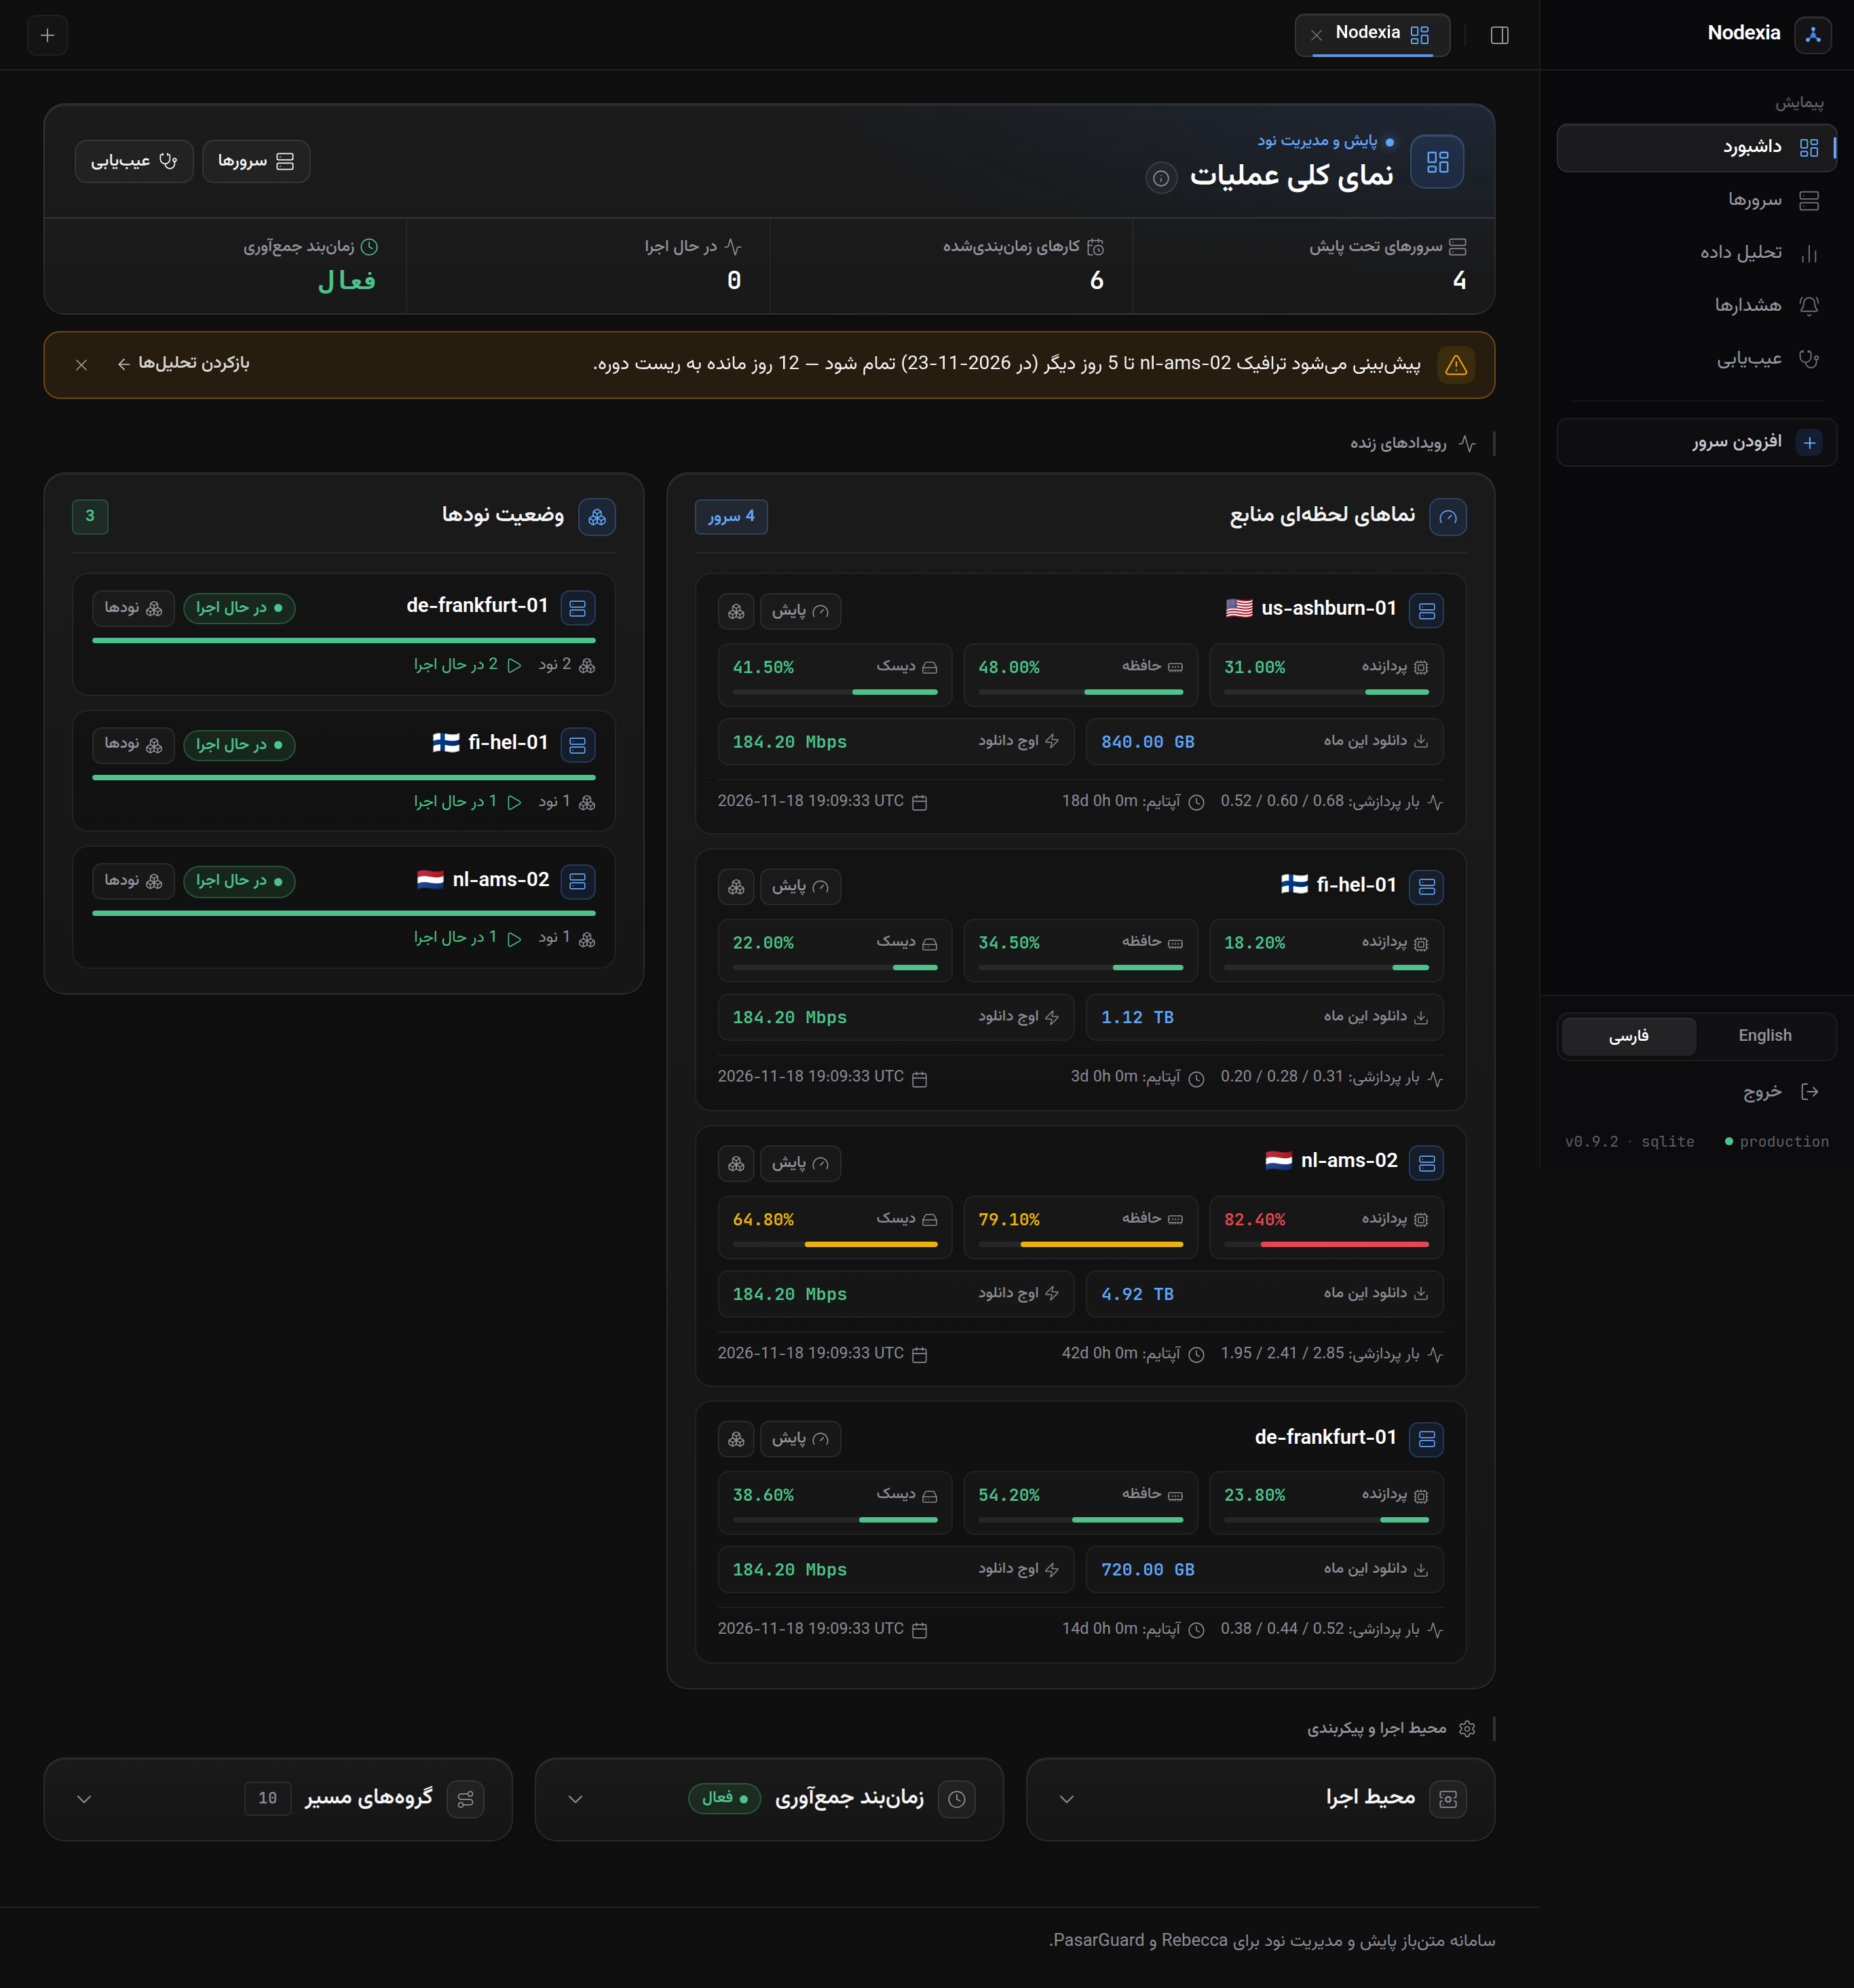 Nodexia
پیمایش
داشبورد
سرورها
تحلیل داده
هشدارها
عیب‌یابی
افزودن سرور
English
فارسی
خروج
production
v0.9.2 · sqlite
Nodexia
پایش و مدیریت نود
نمای کلی عملیات
سرورها
عیب‌یابی
سرورهای تحت پایش
4
کارهای زمان‌بندی‌شده
6
در حال اجرا
0
زمان‌بند جمع‌آوری
فعال
پیش‌بینی می‌شود ترافیک nl-ams-02 تا 5 روز دیگر (در 2026-11-23) تمام شود — 12 روز مانده به ریست دوره.
بازکردن تحلیل‌ها ←
رویدادهای زنده
نماهای لحظه‌ای منابع
4 سرور
us-ashburn-01
پایش
پردازنده 31.00%
حافظه 48.00%
دیسک 41.50%
دانلود این ماه 840.00 GB
اوج دانلود 184.20 Mbps
بار پردازشی: 0.52 / 0.60 / 0.68
آپتایم: 18d 0h 0m
2026-11-18 19:09:33 UTC
fi-hel-01
پایش
پردازنده 18.20%
حافظه 34.50%
دیسک 22.00%
دانلود این ماه 1.12 TB
اوج دانلود 184.20 Mbps
بار پردازشی: 0.20 / 0.28 / 0.31
آپتایم: 3d 0h 0m
2026-11-18 19:09:33 UTC
nl-ams-02
پایش
پردازنده 82.40%
حافظه 79.10%
دیسک 64.80%
دانلود این ماه 4.92 TB
اوج دانلود 184.20 Mbps
بار پردازشی: 1.95 / 2.41 / 2.85
آپتایم: 42d 0h 0m
2026-11-18 19:09:33 UTC
de-frankfurt-01
پایش
پردازنده 23.80%
حافظه 54.20%
دیسک 38.60%
دانلود این ماه 720.00 GB
اوج دانلود 184.20 Mbps
بار پردازشی: 0.38 / 0.44 / 0.52
آپتایم: 14d 0h 0m
2026-11-18 19:09:33 UTC
وضعیت نودها
3
de-frankfurt-01
در حال اجرا
نودها
2 نود
2 در حال اجرا
fi-hel-01
در حال اجرا
نودها
1 نود
1 در حال اجرا
nl-ams-02
در حال اجرا
نودها
1 نود
1 در حال اجرا
محیط اجرا و پیکربندی
محیط اجرا
زمان‌بند جمع‌آوری
فعال
گروه‌های مسیر
10
سامانه متن‌باز پایش و مدیریت نود برای Rebecca و PasarGuard.